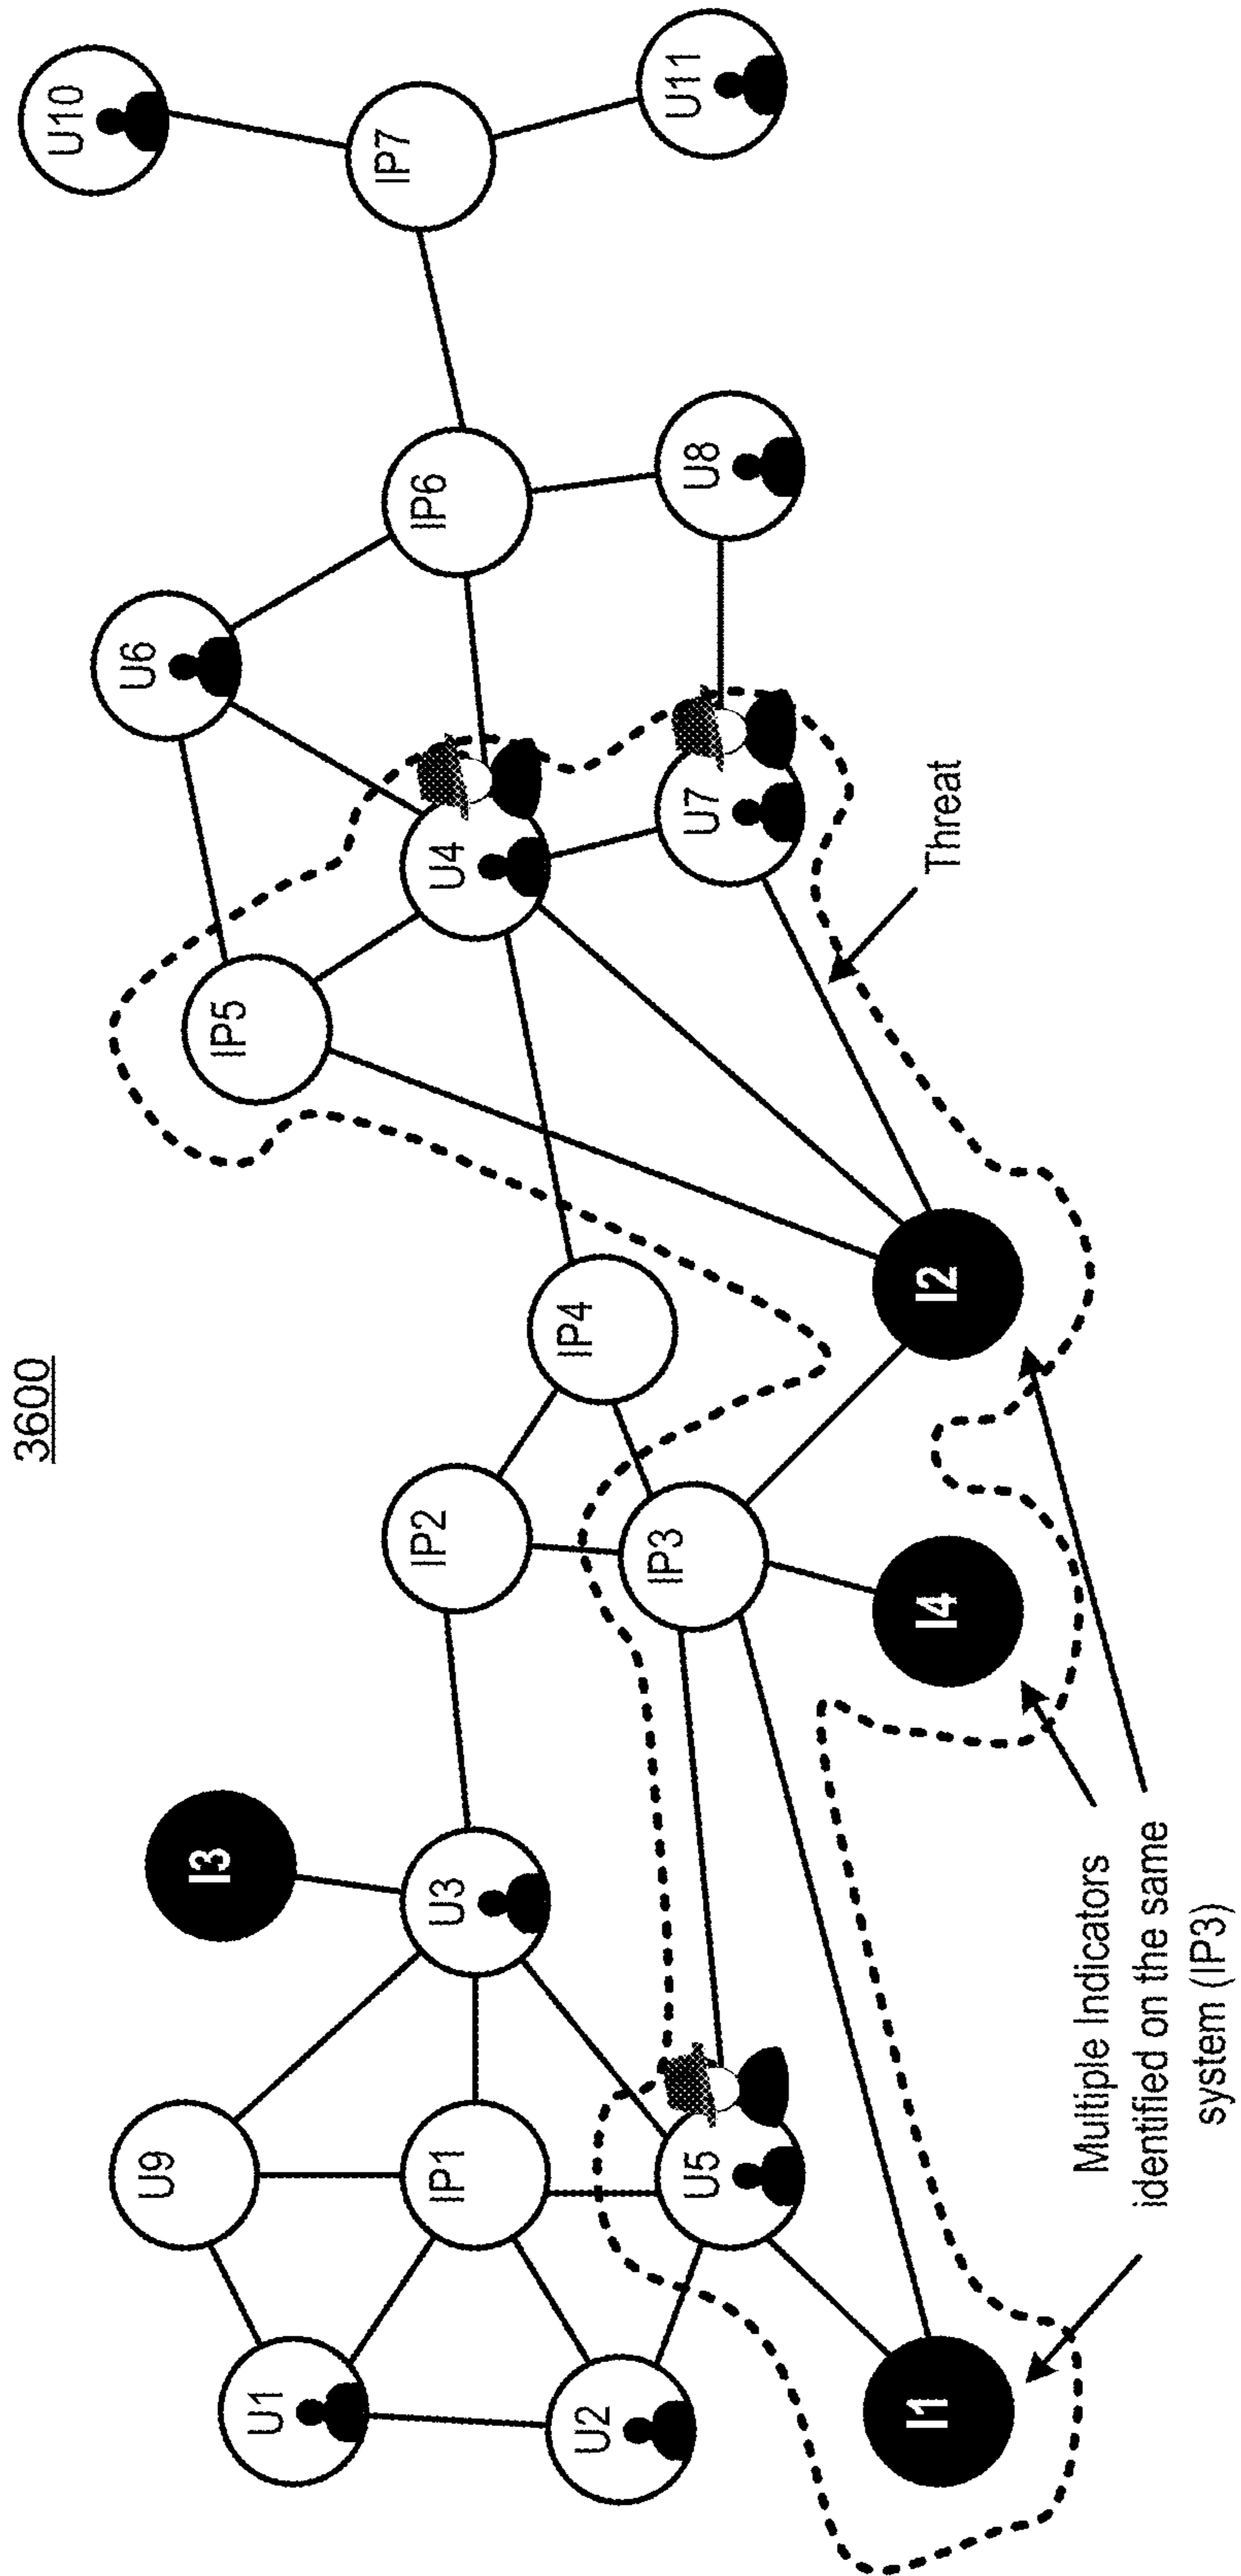 3600
U1
U2
U9
IP1
U5
I3
U3
I1
IP2
IP3
I4
IP4
I2
IP5
U4
U7
U6
IP6
U8
IP7
U10
U11
Threat
Multiple Indicators
identified on the same
system (IP3)